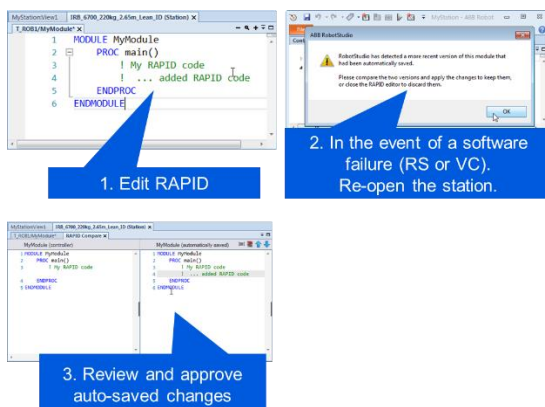 MyStationView1 IRB_6700_220kg_2.65m_Lean_ID (Station) x
T_ROB1/MyModule* x
1 MODULE MyModule
2 PROC main()
3 ! My RAPID code
4 ! ... added RAPID code
5 ENDPROC
6 ENDMODULE
1. Edit RAPID
MyStation - ABB Robot
ABB RobotStudio
RobotStudio has detected a more recent version of this module that
had been automatically saved.
Please compare the two versions and apply the changes to keep them,
or close the RAPID editor to discard them.
OK
2. In the event of a software
failure (RS or VC).
Re-open the station.
MyStationView1 IRB_6700_220kg_2.65m_Lean_ID (Station) x
T_ROB1/MyModule* RAPID Compare x
MyModule (controller) MyModule (automatically saved)
1 MODULE MyModule
2 PROC main()
3 ! My RAPID code
4 ENDPROC
5 ENDMODULE
1 MODULE MyModule
2 PROC main()
3 ! My RAPID code
4 ! ... added RAPID code
5 ENDPROC
6 ENDMODULE
3. Review and approve
auto-saved changes